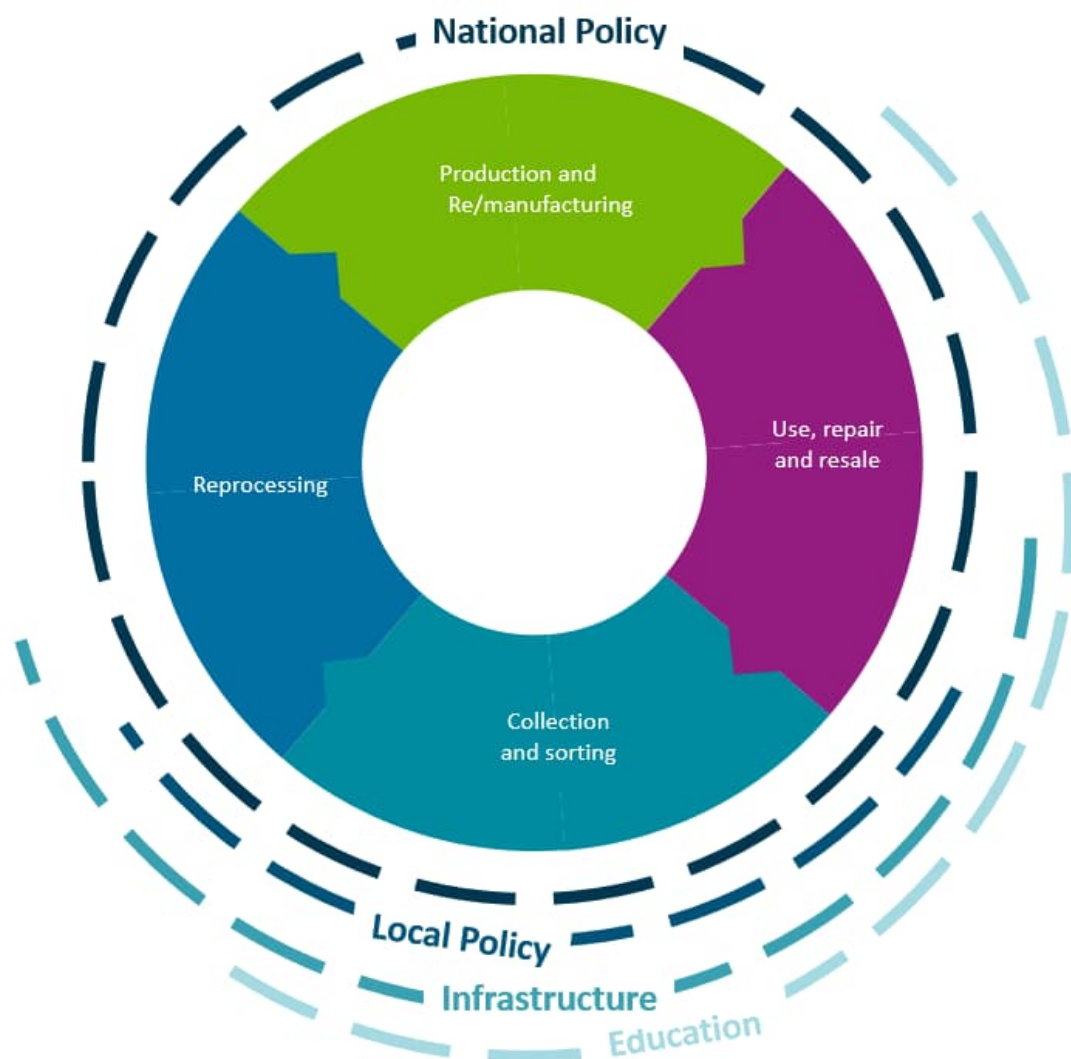 National Policy
Production and
Re/manufacturing
Use, repair
and resale
Reprocessing
Collection
and sorting
Local Policy
Infrastructure
Education